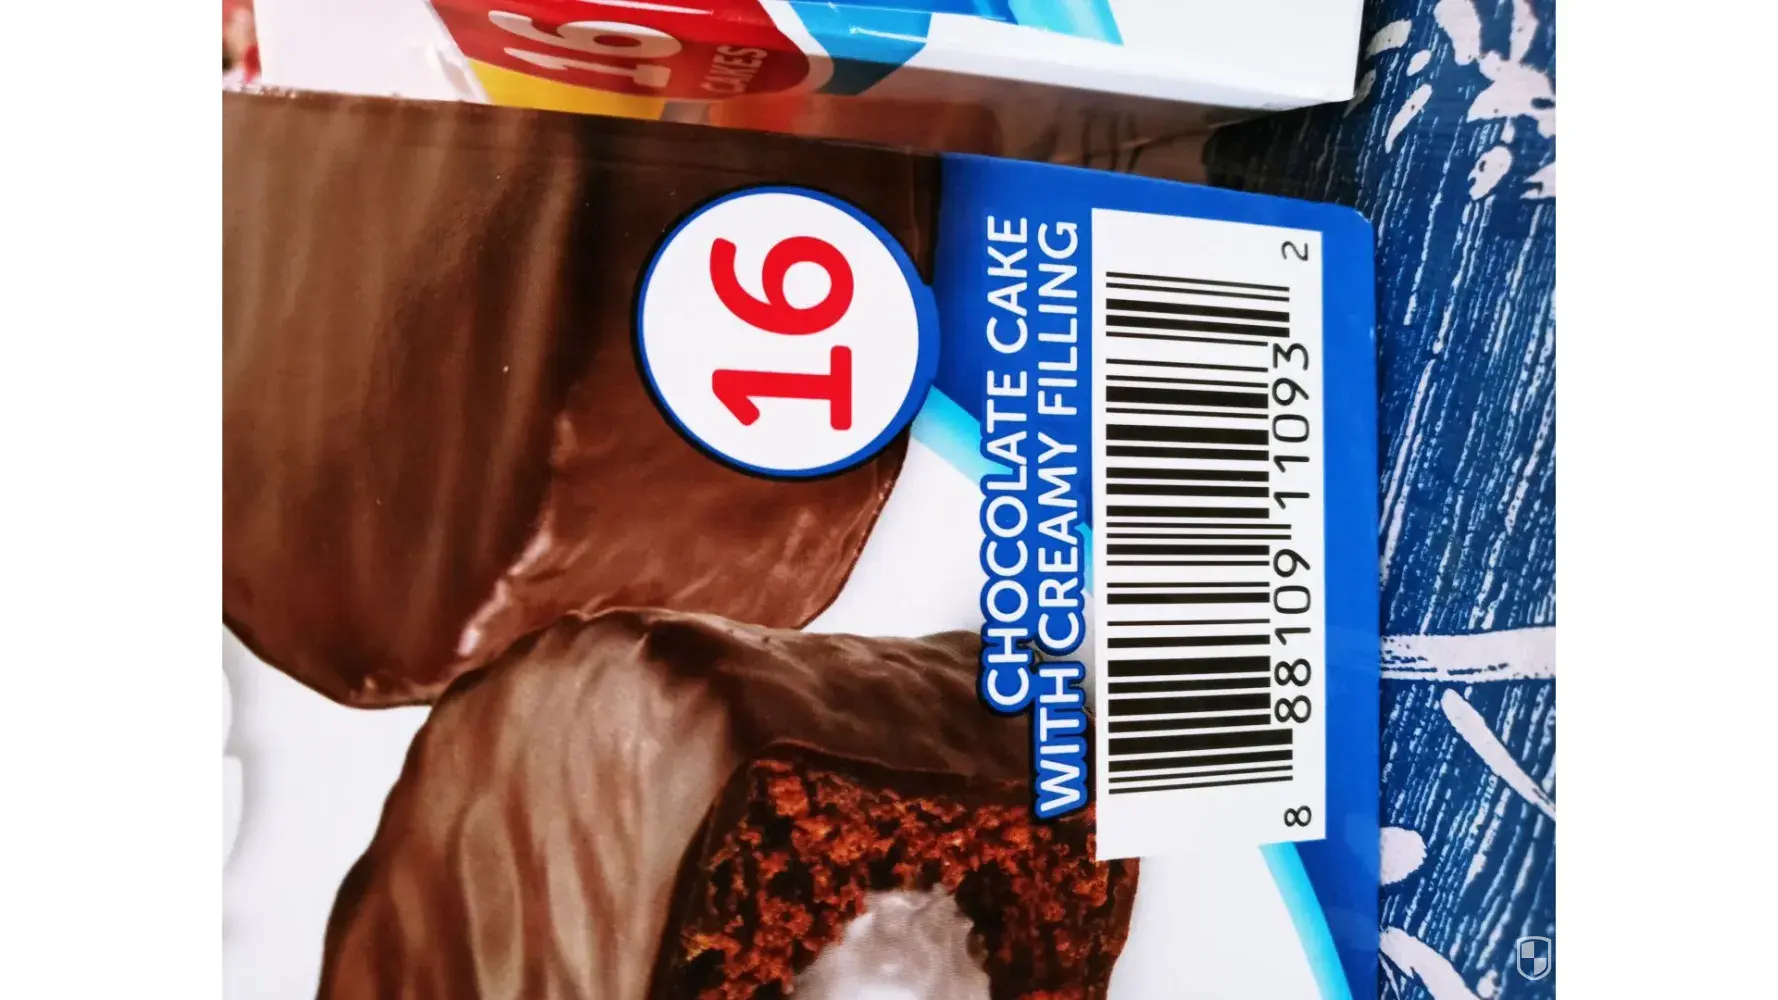 16
CAKES
16
CHOCOLATE CAKE
WITH CREAMY FILLING
8 88109 11093 2